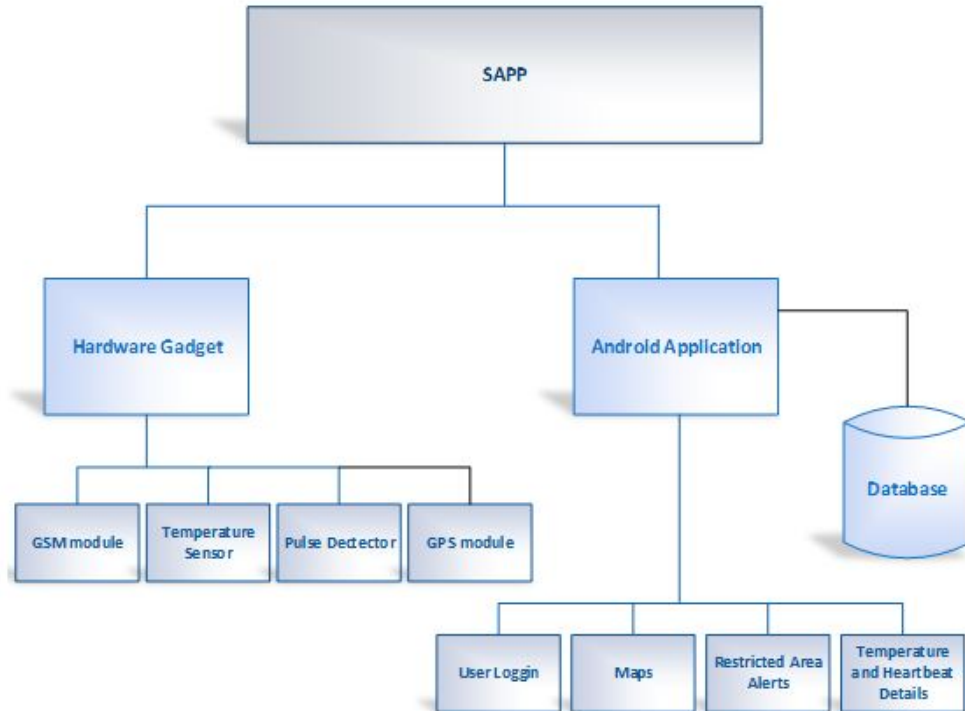 SAPP
Hardware Gadget
Android Application
Database
GSM module
Temperature
Sensor
Pulse Dectector
GPS module
User Loggin
Maps
Restricted Area
Alerts
Temperature
and Heartbeat
Details